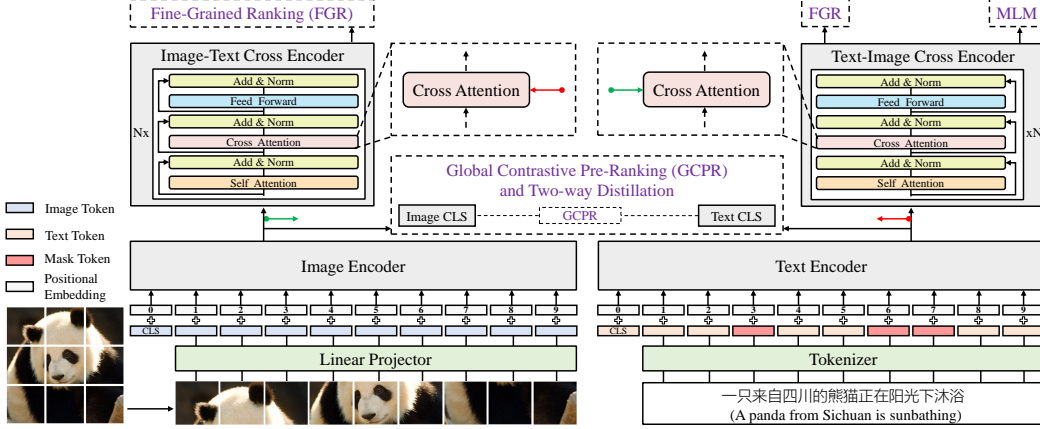 Fine-Grained Ranking (FGR)
FGR
MLM
Image-Text Cross Encoder
Add & Norm
Feed Forward
Add & Norm
Cross Attention
Add & Norm
Self Attention
Nx
Cross Attention
Cross Attention
Text-Image Cross Encoder
Add & Norm
Feed Forward
Add & Norm
Cross Attention
Add & Norm
Self Attention
xN
Global Contrastive Pre-Ranking (GCPR)
and Two-way Distillation
Image CLS
GCPR
Text CLS
Image Token
Text Token
Mask Token
Positional
Embedding
Image Encoder
0 1 2 3 4 5 6 7 8 9
CLS
Linear Projector
Text Encoder
0 1 2 3 4 5 6 7 8 9
CLS
Tokenizer
一只来自四川的熊猫正在阳光下沐浴
(A panda from Sichuan is sunbathing)